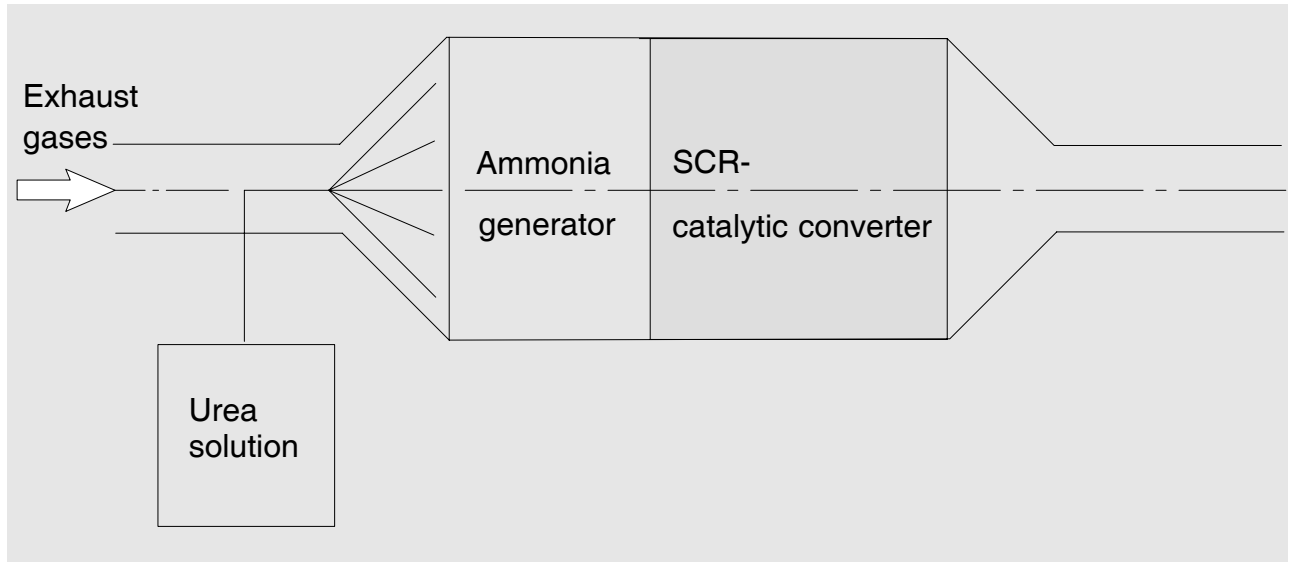 Exhaust
gases
Ammonia
generator
SCR-
catalytic converter
Urea
solution